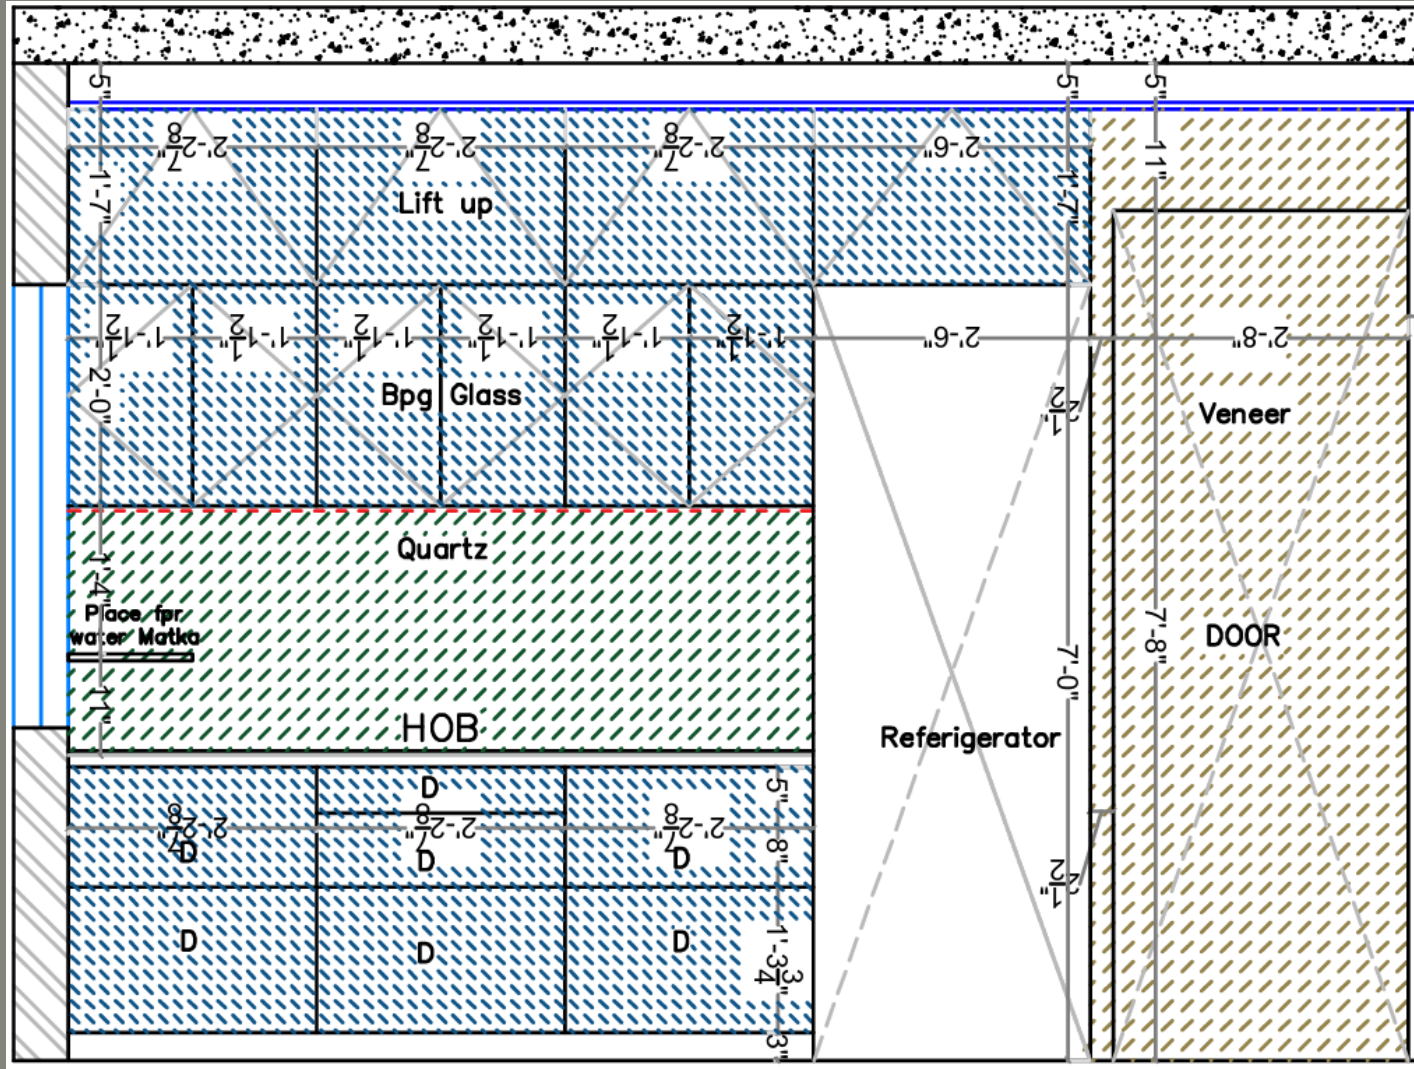 5"
5"
5"
2'-2⅞"
2'-2⅞"
2'-2⅞"
2'-6"
11"
1'-7"
1'-7"
Lift up
1'-1½"
1'-1½"
1'-1½"
1'-1½"
1'-1½"
1'-1½"
2'-6"
2'-8"
2'-0"
Bpg Glass
2½"
Veneer
Quartz
1'-4"
Place for
water Matka
DOOR
7'-8"
7'-0"
11"
HOB
Referigerator
D
5"
2'-2⅞"
2'-2⅞"
2'-2⅞"
D
D
D
8"
D
D
D
1'-3¾"
3"